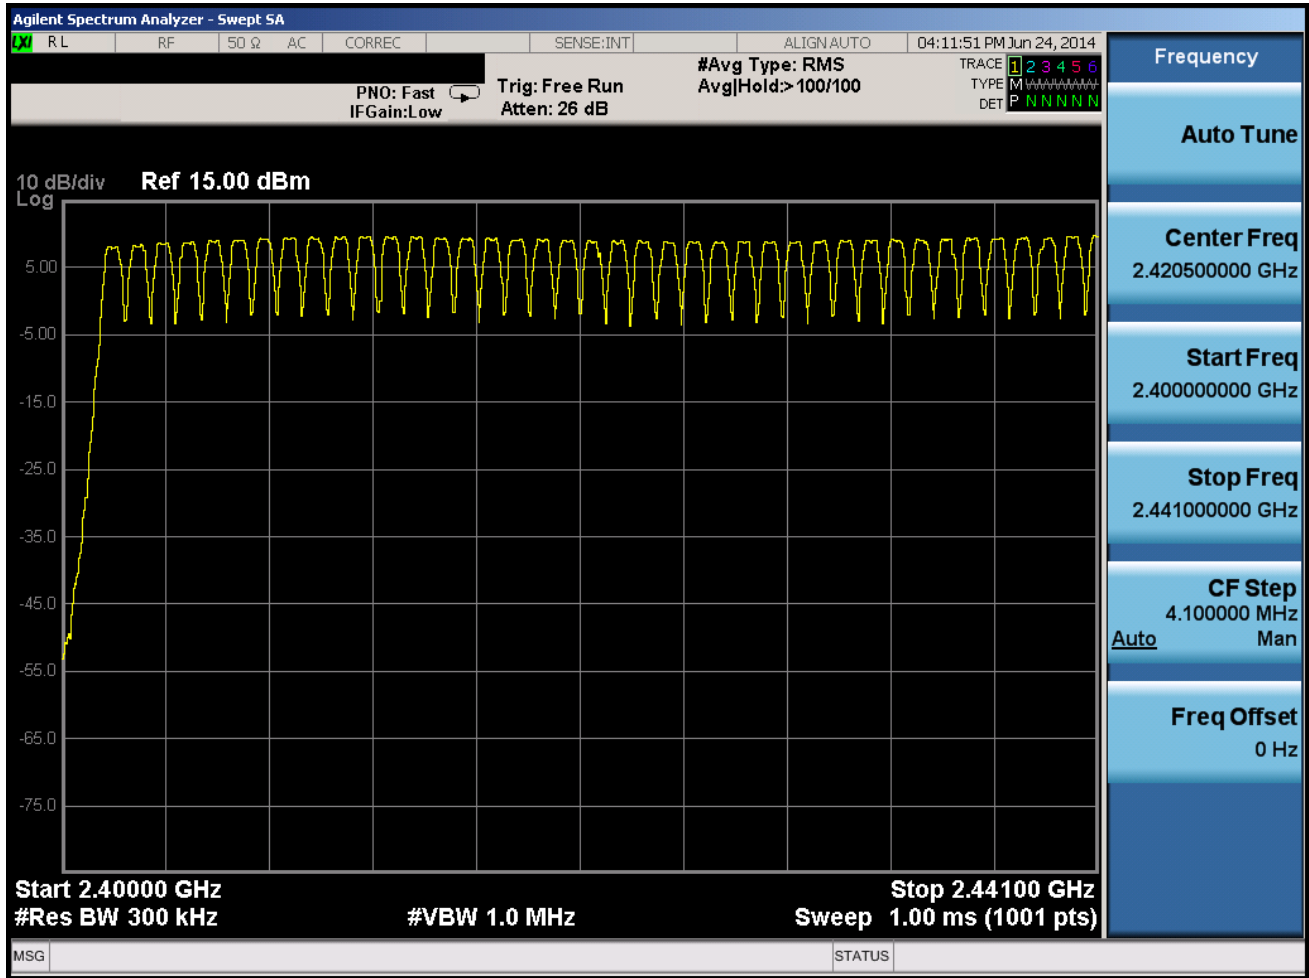 Agilent Spectrum Analyzer - Swept SA
LXI RL RF 50 Ω AC CORREC SENSE:INT ALIGN AUTO 04:11:51 PM Jun 24, 2014
PNO: Fast
IFGain:Low
Trig: Free Run
Atten: 26 dB
#Avg Type: RMS
Avg|Hold:>100/100
TRACE 1 2 3 4 5 6
TYPE M WWWWW
DET P N N N N N
10 dB/div Ref 15.00 dBm
Log
5.00
-5.00
-15.0
-25.0
-35.0
-45.0
-55.0
-65.0
-75.0
Start 2.40000 GHz Stop 2.44100 GHz
#Res BW 300 kHz #VBW 1.0 MHz Sweep 1.00 ms (1001 pts)
MSG STATUS
Frequency
Auto Tune
Center Freq
2.420500000 GHz
Start Freq
2.400000000 GHz
Stop Freq
2.441000000 GHz
CF Step
4.100000 MHz
Auto Man
Freq Offset
0 Hz